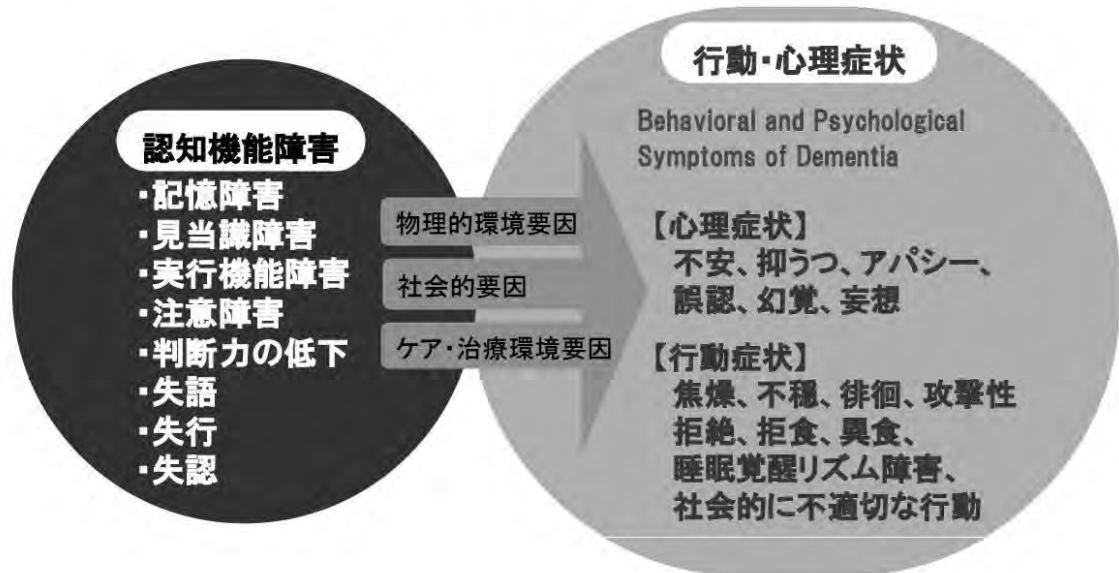 認知機能障害
・記憶障害
・見当識障害
・実行機能障害
・注意障害
・判断力の低下
・失語
・失行
・失認
物理的環境要因
社会的要因
ケア・治療環境要因
行動・心理症状
Behavioral and Psychological
Symptoms of Dementia
【心理症状】
不安、抑うつ、アパシー、
誤認、幻覚、妄想
【行動症状】
焦燥、不穏、徘徊、攻撃性
拒絶、拒食、異食、
睡眠覚醒リズム障害、
社会的に不適切な行動